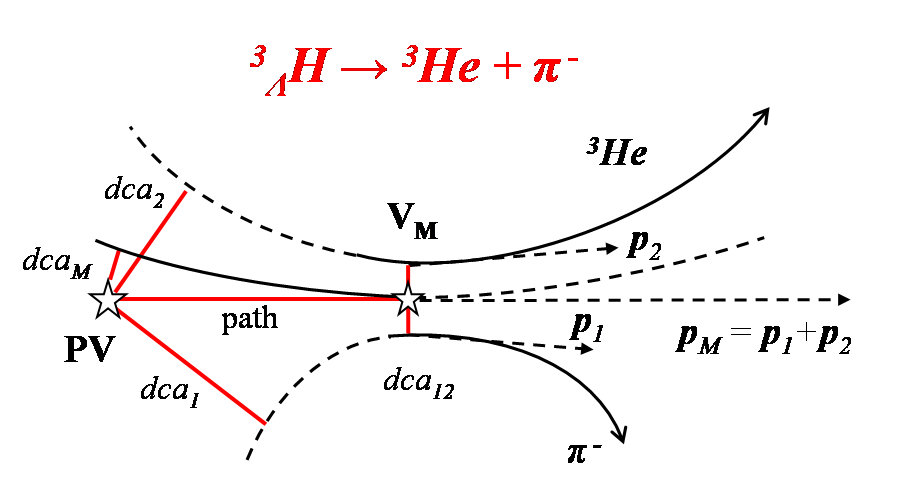 ³ΛH → ³He + π⁻
³He
dca₂
V_M
p₂
dca_M
path
p₁
PV
p_M = p₁+p₂
dca₁
dca₁₂
π⁻